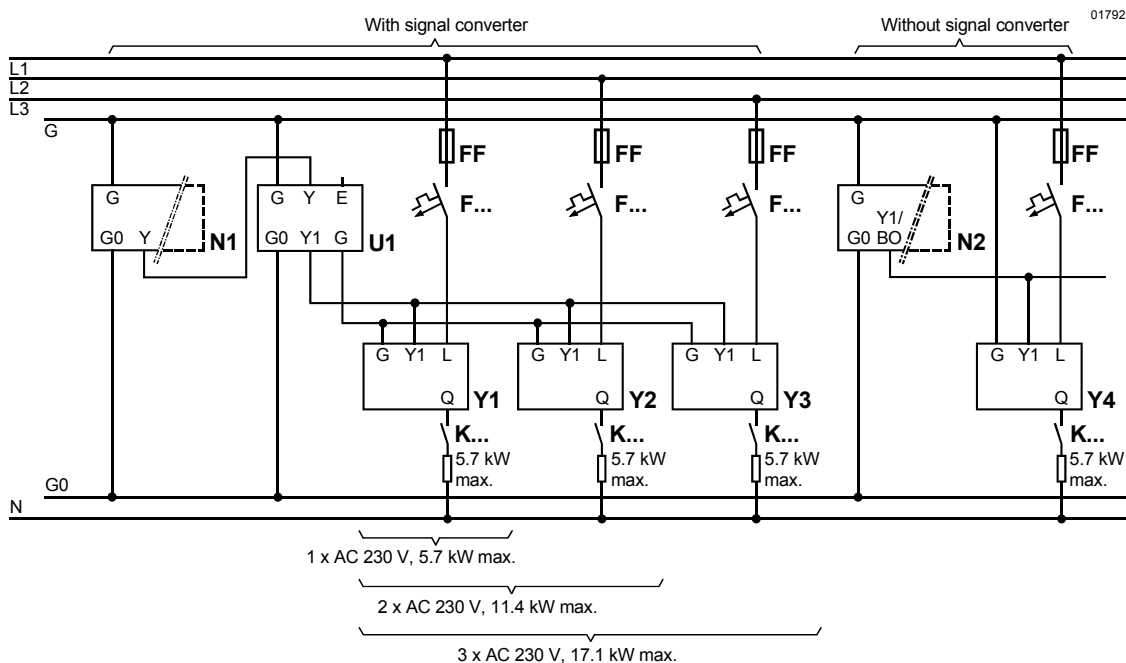 With signal converter
Without signal converter
01792
L1
L2
L3
G
FF
FF
FF
FF
G
G0 Y
N1
G Y E
G0 Y1 G
U1
F...
F...
F...
G
Y1/
G0 BO
N2
F...
G Y1 L
Q
Y1
G Y1 L
Q
Y2
G Y1 L
Q
Y3
G Y1 L
Q
Y4
K...
5.7 kW
max.
K...
5.7 kW
max.
K...
5.7 kW
max.
K...
5.7 kW
max.
G0
N
1 x AC 230 V, 5.7 kW max.
2 x AC 230 V, 11.4 kW max.
3 x AC 230 V, 17.1 kW max.